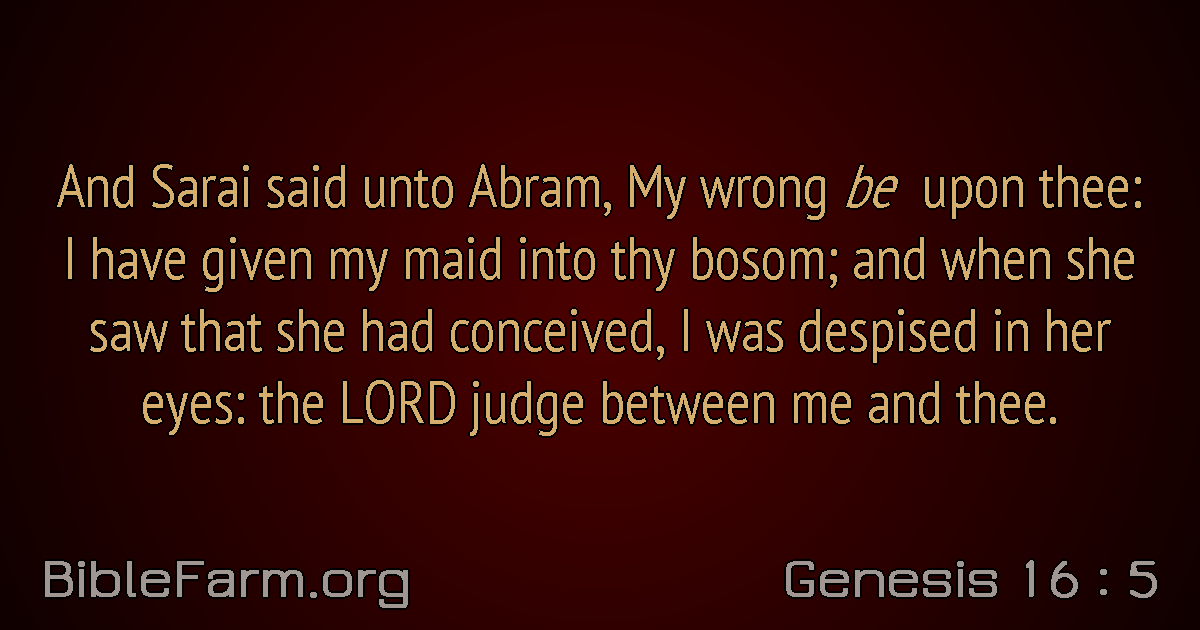 And Sarai said unto Abram, My wrong be upon thee:
I have given my maid into thy bosom; and when she
saw that she had conceived, I was despised in her
eyes: the LORD judge between me and thee.
BibleFarm.org
Genesis 16 : 5